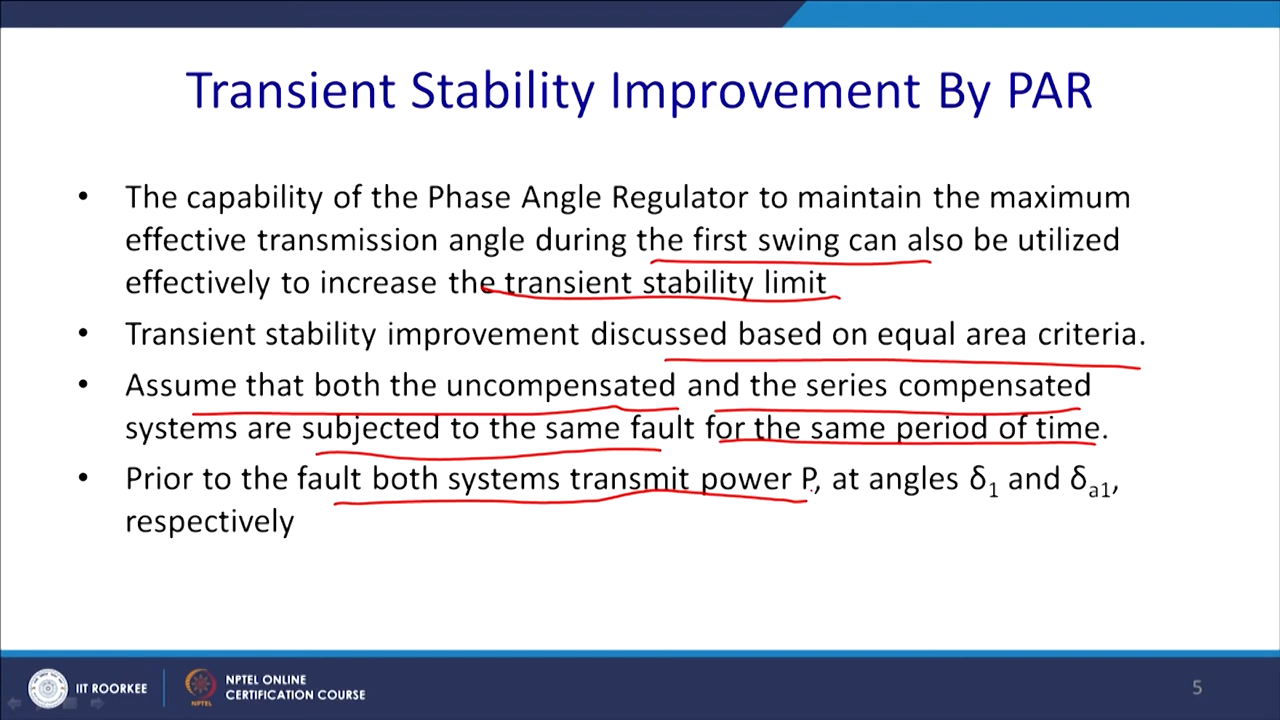 Transient Stability Improvement By PAR
• The capability of the Phase Angle Regulator to maintain the maximum
effective transmission angle during the first swing can also be utilized
effectively to increase the transient stability limit
• Transient stability improvement discussed based on equal area criteria.
• Assume that both the uncompensated and the series compensated
systems are subjected to the same fault for the same period of time.
• Prior to the fault both systems transmit power P, at angles δ₁ and δₐ₁,
respectively
IIT ROORKEE
NPTEL
NPTEL ONLINE
CERTIFICATION COURSE
5